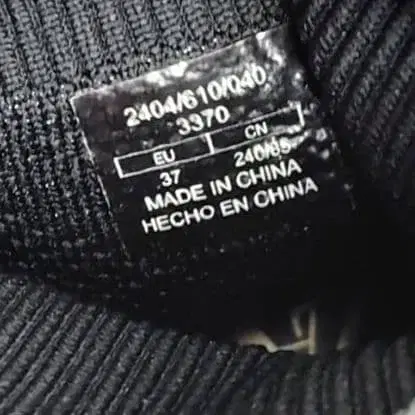 2404/610/040
3370
EU CN
37 240/85
MADE IN CHINA
HECHO EN CHINA